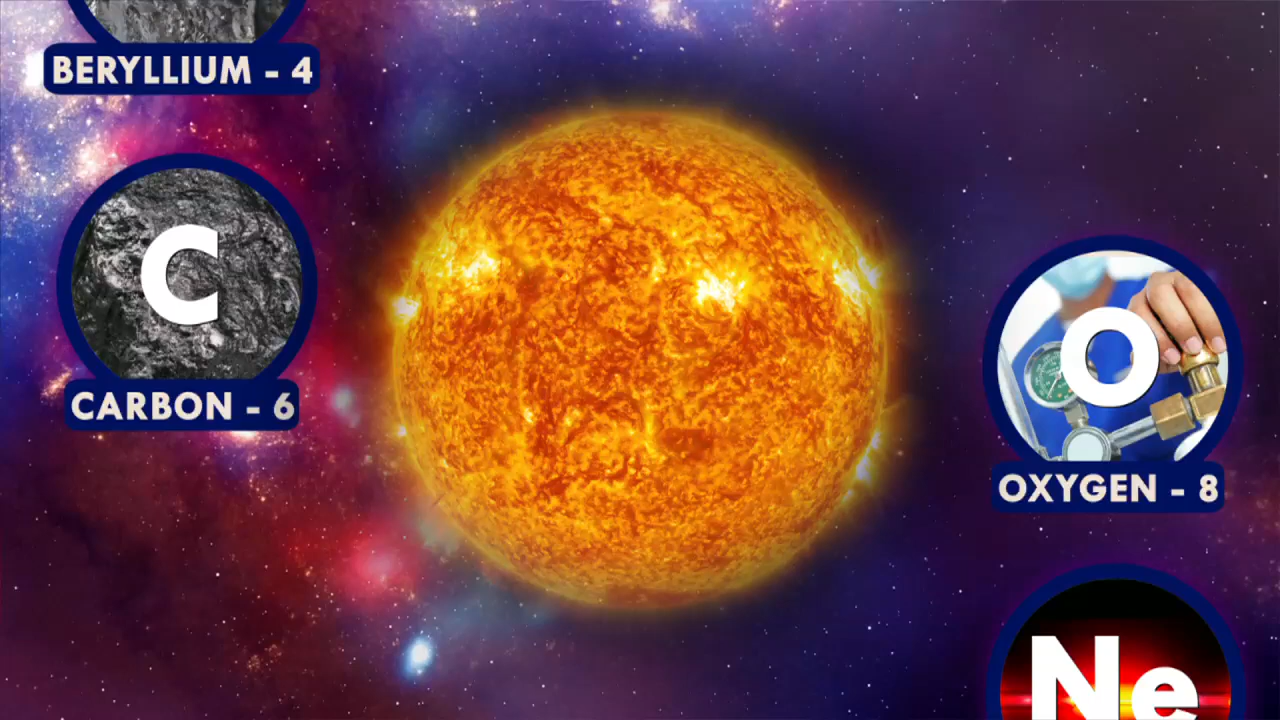 BERYLLIUM - 4
C
CARBON - 6
O
OXYGEN - 8
Ne